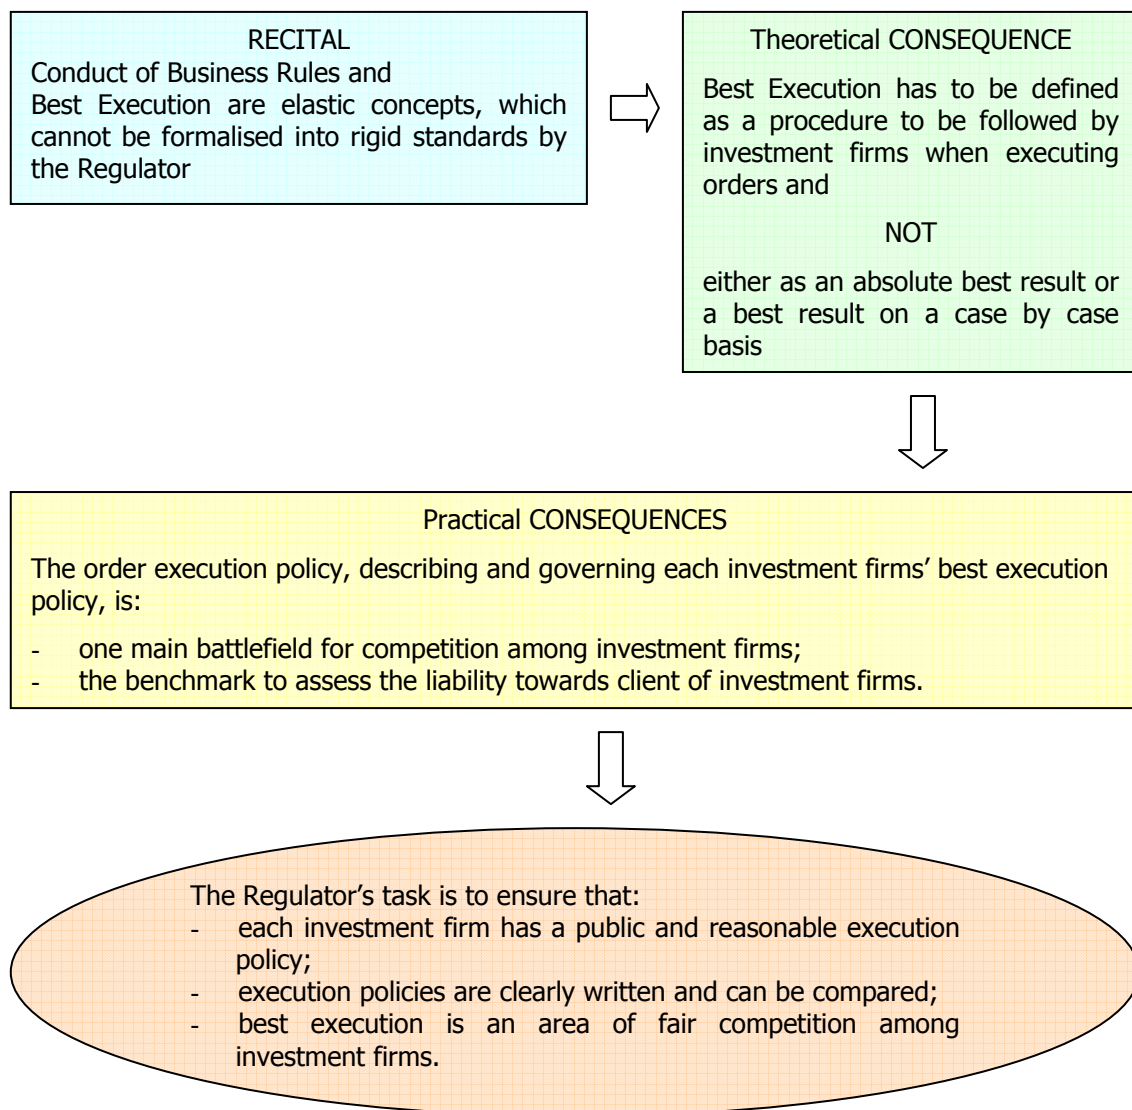 RECITAL
Conduct of Business Rules and
Best Execution are elastic concepts, which
cannot be formalised into rigid standards by
the Regulator
Theoretical CONSEQUENCE
Best Execution has to be defined
as a procedure to be followed by
investment firms when executing
orders and
NOT
either as an absolute best result or
a best result on a case by case
basis
Practical CONSEQUENCES
The order execution policy, describing and governing each investment firms’ best execution
policy, is:
- one main battlefield for competition among investment firms;
- the benchmark to assess the liability towards client of investment firms.
The Regulator’s task is to ensure that:
- each investment firm has a public and reasonable execution
policy;
- execution policies are clearly written and can be compared;
- best execution is an area of fair competition among
investment firms.